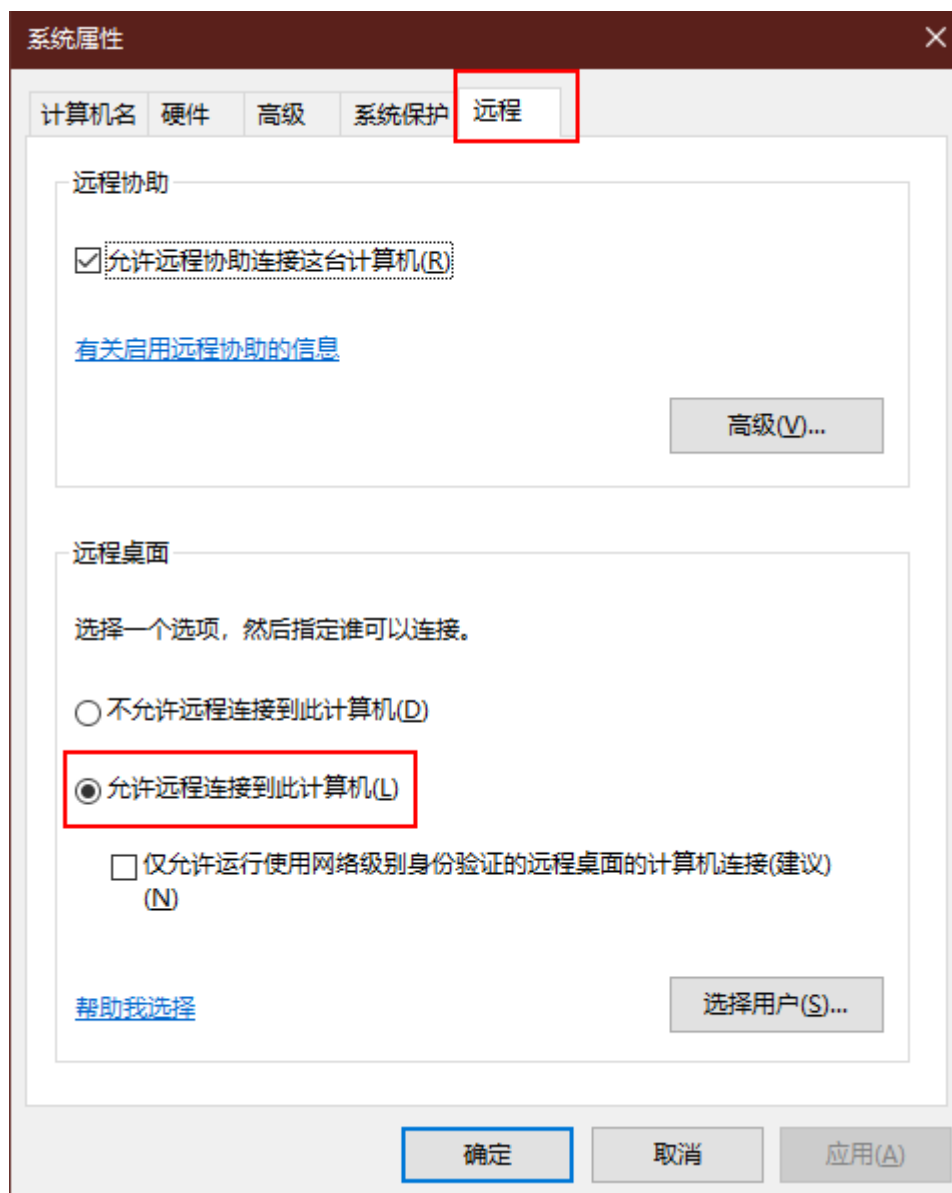 系统属性
计算机名 硬件 高级 系统保护 远程
远程协助
允许远程协助连接这台计算机(R)
有关启用远程协助的信息
高级(V)...
远程桌面
选择一个选项，然后指定谁可以连接。
不允许远程连接到此计算机(D)
允许远程连接到此计算机(L)
仅允许运行使用网络级别身份验证的远程桌面的计算机连接(建议)
(N)
帮助我选择 选择用户(S)...
确定 取消 应用(A)